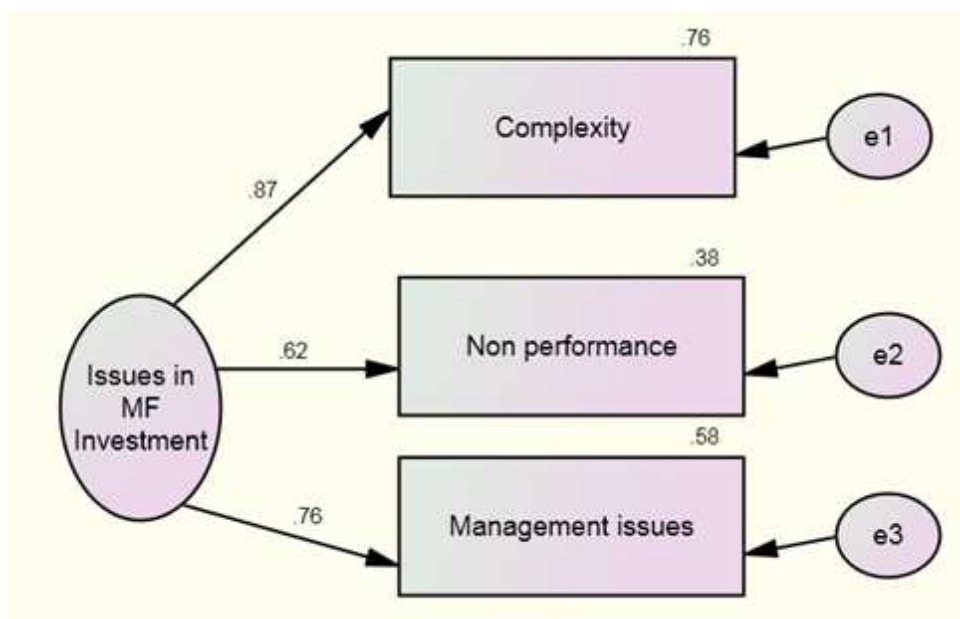 .76
Complexity
e1
.87
.38
Non performance
e2
.62
Issues in
MF
Investment
.58
Management issues
e3
.76